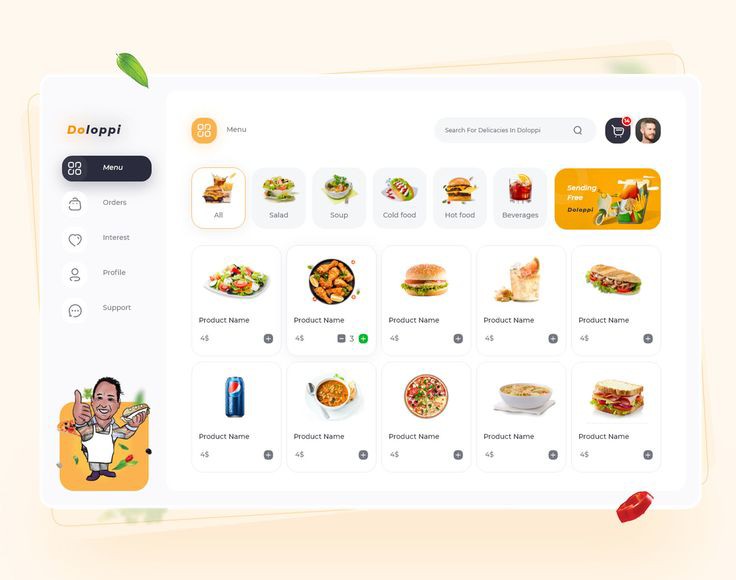 Doloppi
Menu
Orders
Interest
Profile
Support
Menu
Search For Delicacies In Doloppi
14
All
Salad
Soup
Cold food
Hot food
Beverages
Sending
Free
Doloppi
Product Name
4$
Product Name
4$ 3
Product Name
4$
Product Name
4$
Product Name
4$
Product Name
4$
Product Name
4$
Product Name
4$
Product Name
4$
Product Name
4$